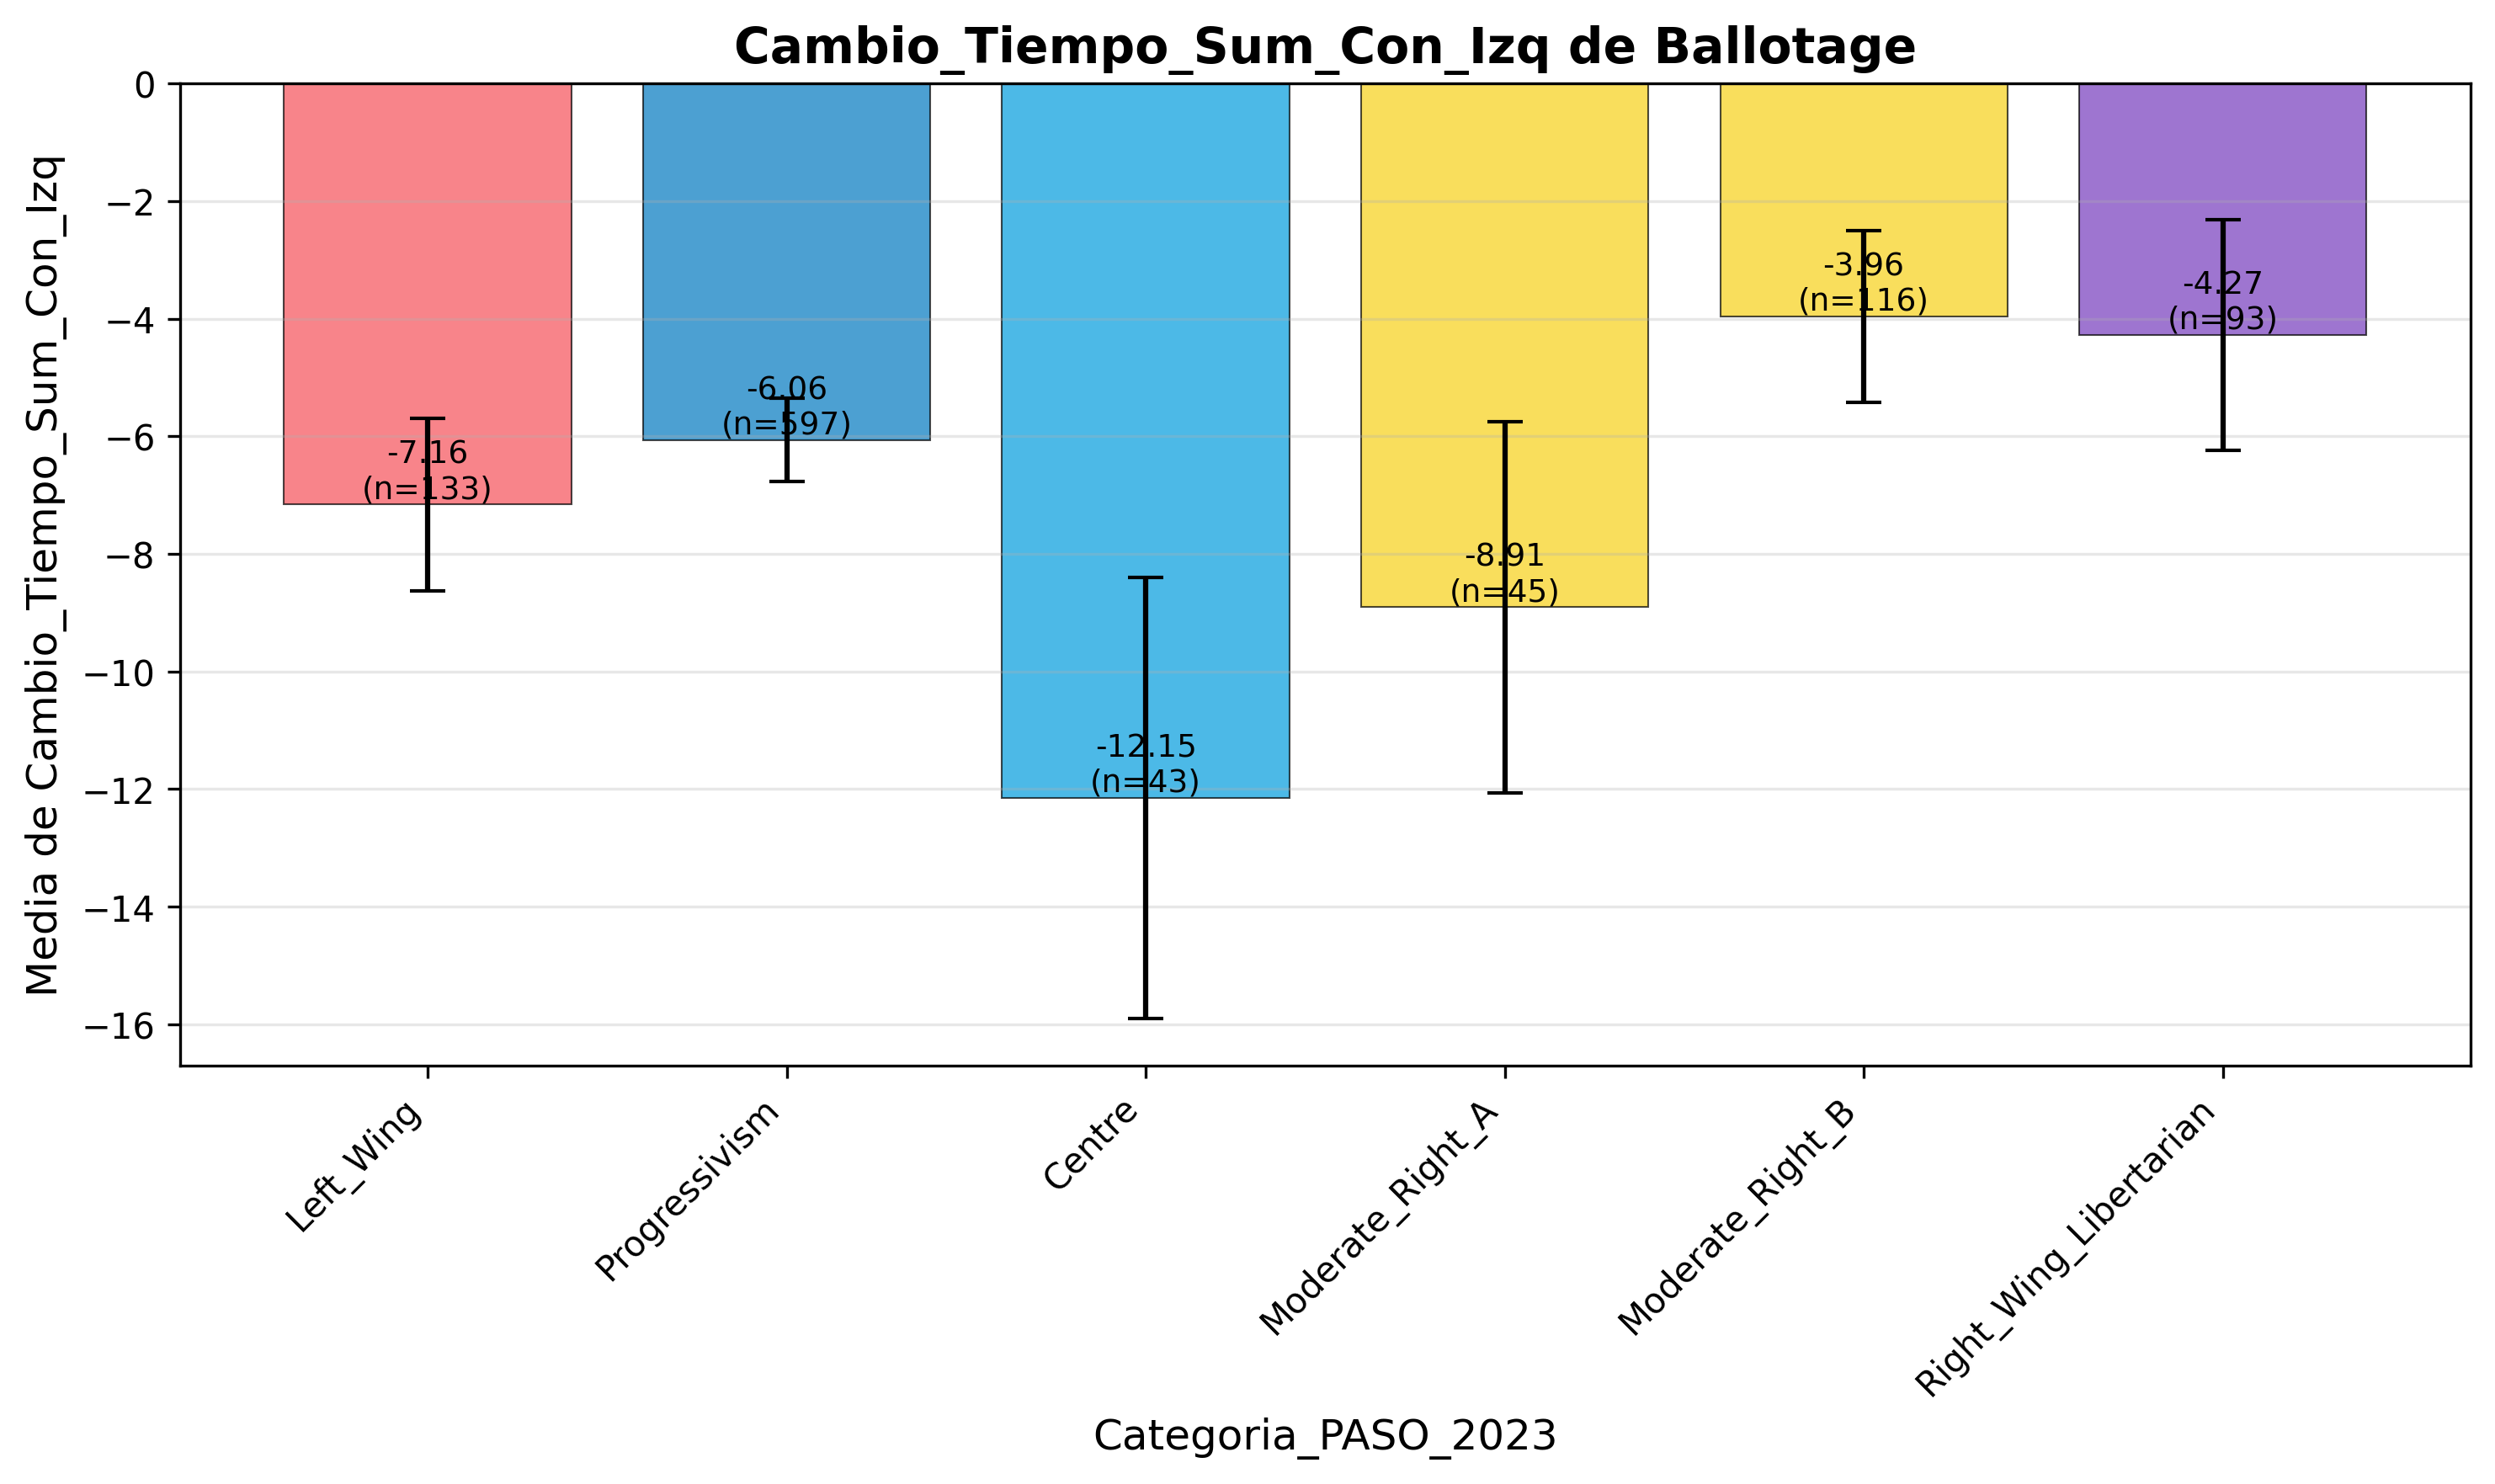 Cambio_Tiempo_Sum_Con_Izq de Ballotage
Media de Cambio_Tiempo_Sum_Con_Izq
0
−2
−4
−6
−8
−10
−12
−14
−16
-7.16
(n=133)
-6.06
(n=597)
-12.15
(n=43)
-8.91
(n=45)
-3.96
(n=116)
-4.27
(n=93)
Left_Wing
Progressivism
Centre
Moderate_Right_A
Moderate_Right_B
Right_Wing_Libertarian
Categoria_PASO_2023